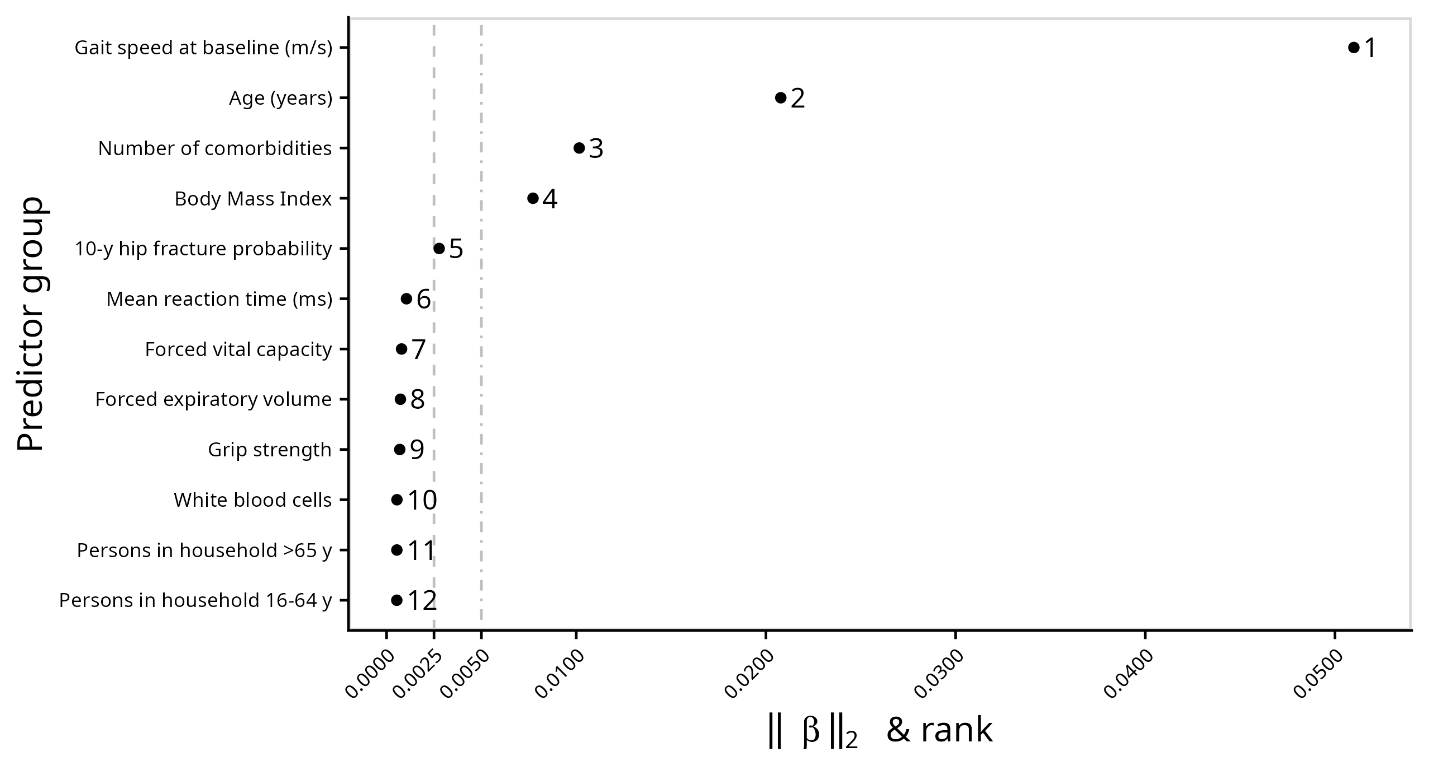 Predictor group
Gait speed at baseline (m/s)
1
Age (years)
2
Number of comorbidities
3
Body Mass Index
4
10-y hip fracture probability
5
Mean reaction time (ms)
6
Forced vital capacity
7
Forced expiratory volume
8
Grip strength
9
White blood cells
10
Persons in household >65 y
11
Persons in household 16-64 y
12
0.0000
0.0025
0.0050
0.0100
0.0200
0.0300
0.0400
0.0500
|| β ||₂ & rank